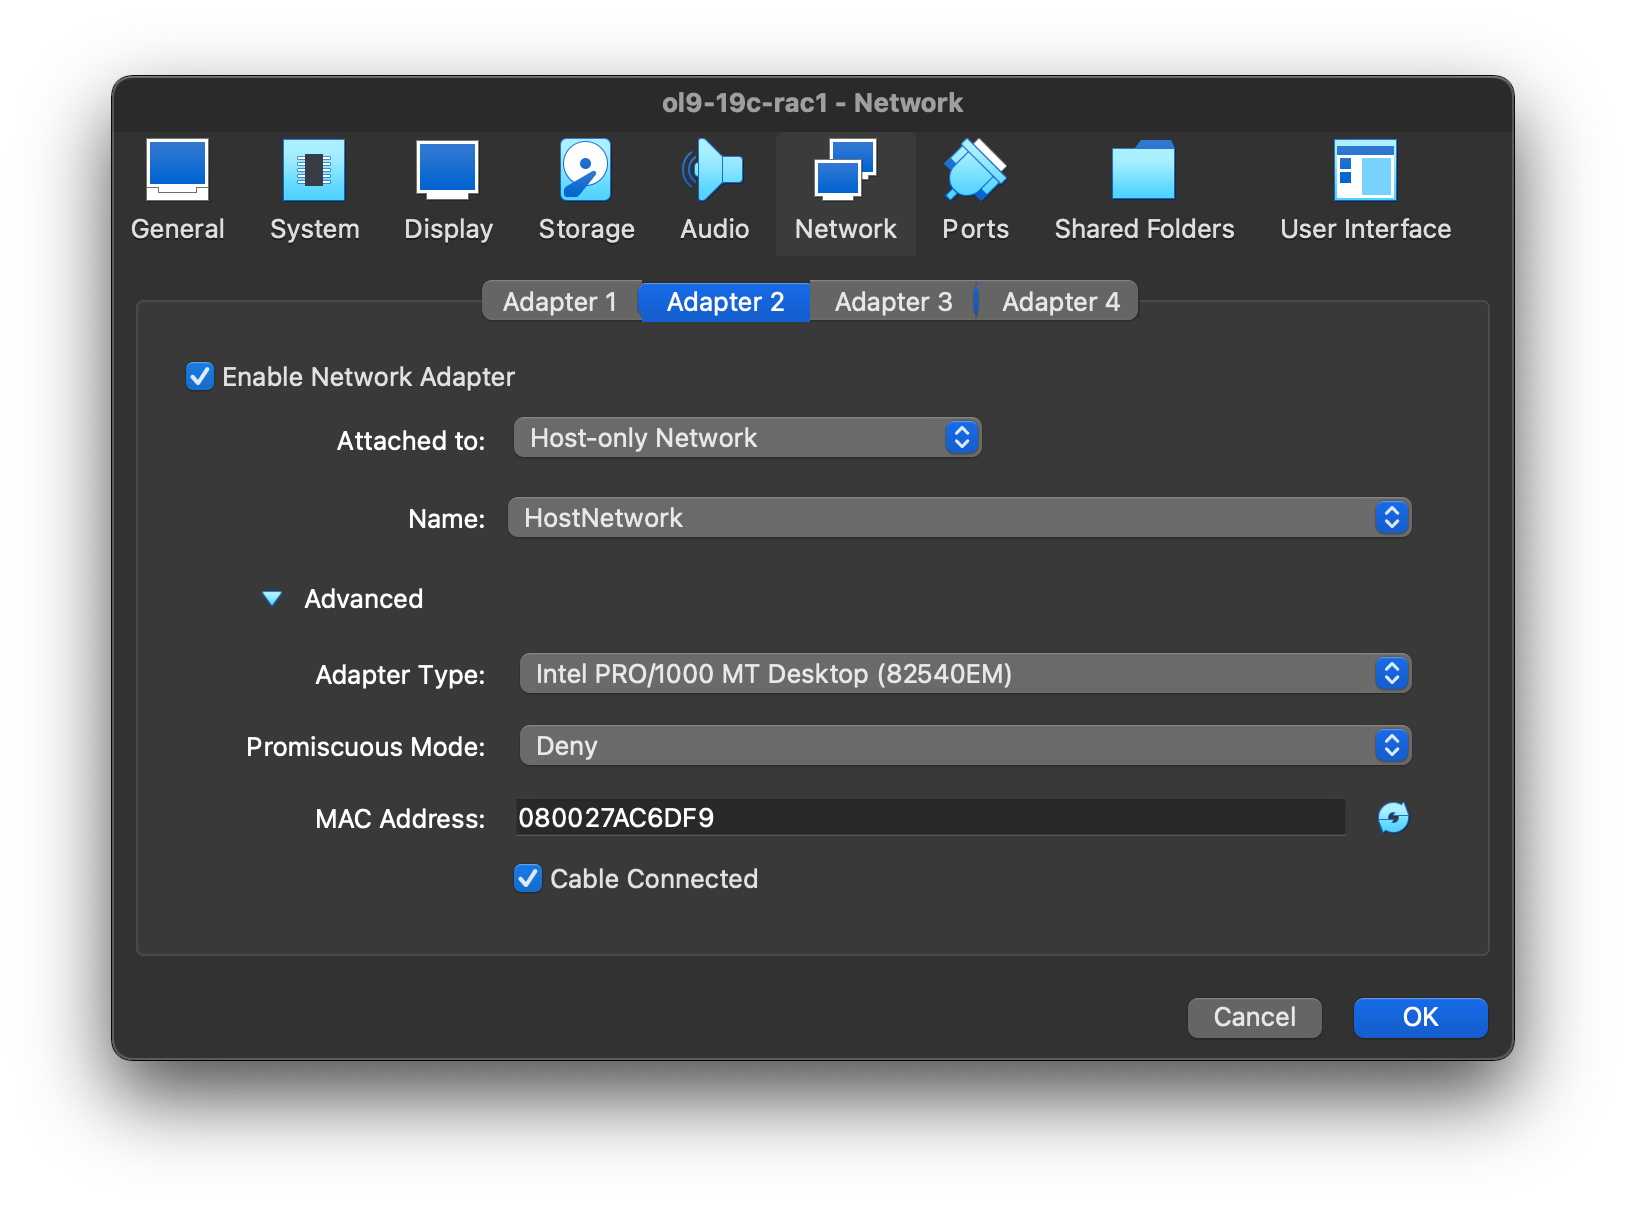 ol9-19c-rac1 - Network
General System Display Storage Audio Network Ports Shared Folders User Interface
Adapter 1 Adapter 2 Adapter 3 Adapter 4
Enable Network Adapter
Attached to: Host-only Network
Name: HostNetwork
Advanced
Adapter Type: Intel PRO/1000 MT Desktop (82540EM)
Promiscuous Mode: Deny
MAC Address: 080027AC6DF9
Cable Connected
Cancel OK